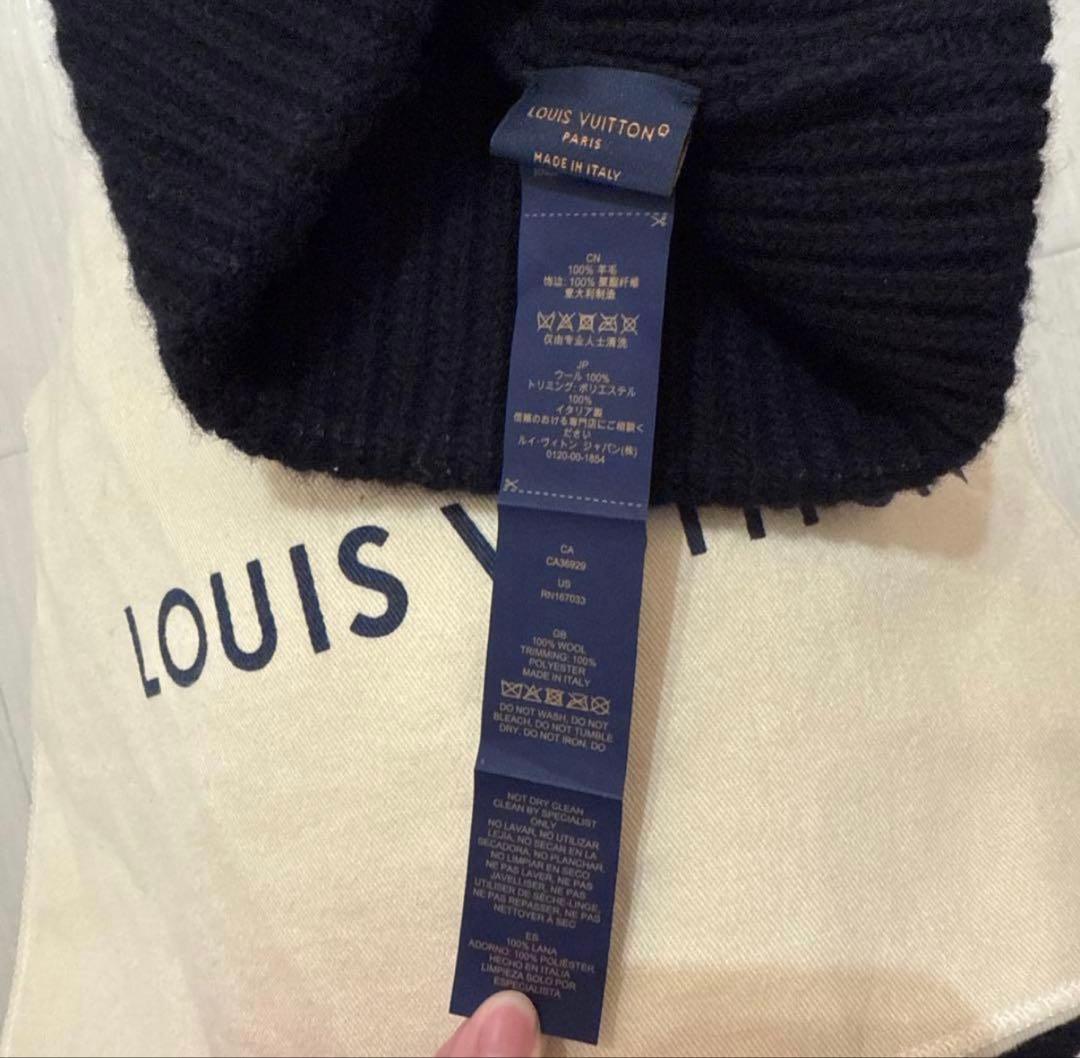 LOUIS VUITTON
PARIS
MADE IN ITALY
CN
100% 羊毛
饰边: 100% 聚酯纤维
意大利制造
仅由专业人士清洗
JP
ウール 100%
トリミング: ポリエステル
100%
イタリア製
信頼のおける専門店にご相談く
ださい
ルイ・ヴィトン ジャパン(株)
0120-00-1854
LOUIS V
CA
CA36929
US
RN167033
GB
100% WOOL
TRIMMING: 100%
POLYESTER
MADE IN ITALY
DO NOT WASH, DO NOT
BLEACH, DO NOT TUMBLE
DRY, DO NOT IRON, DO
NOT DRY CLEAN
CLEAN BY SPECIALIST
ONLY
NO LAVAR, NO UTILIZAR
LEJIA, NO SECAR EN LA
SECADORA, NO PLANCHAR,
NO LIMPIAR EN SECO
NE PAS LAVER, NE PAS
JAVELLISER, NE PAS
UTILISER DE SÈCHE-LINGE,
NE PAS REPASSER, NE PAS
NETTOYER À SEC
ES
100% LANA
ADORNO: 100% POLIÉSTER
HECHO EN ITALIA
LIMPIEZA SOLO POR
ESPECIALISTA